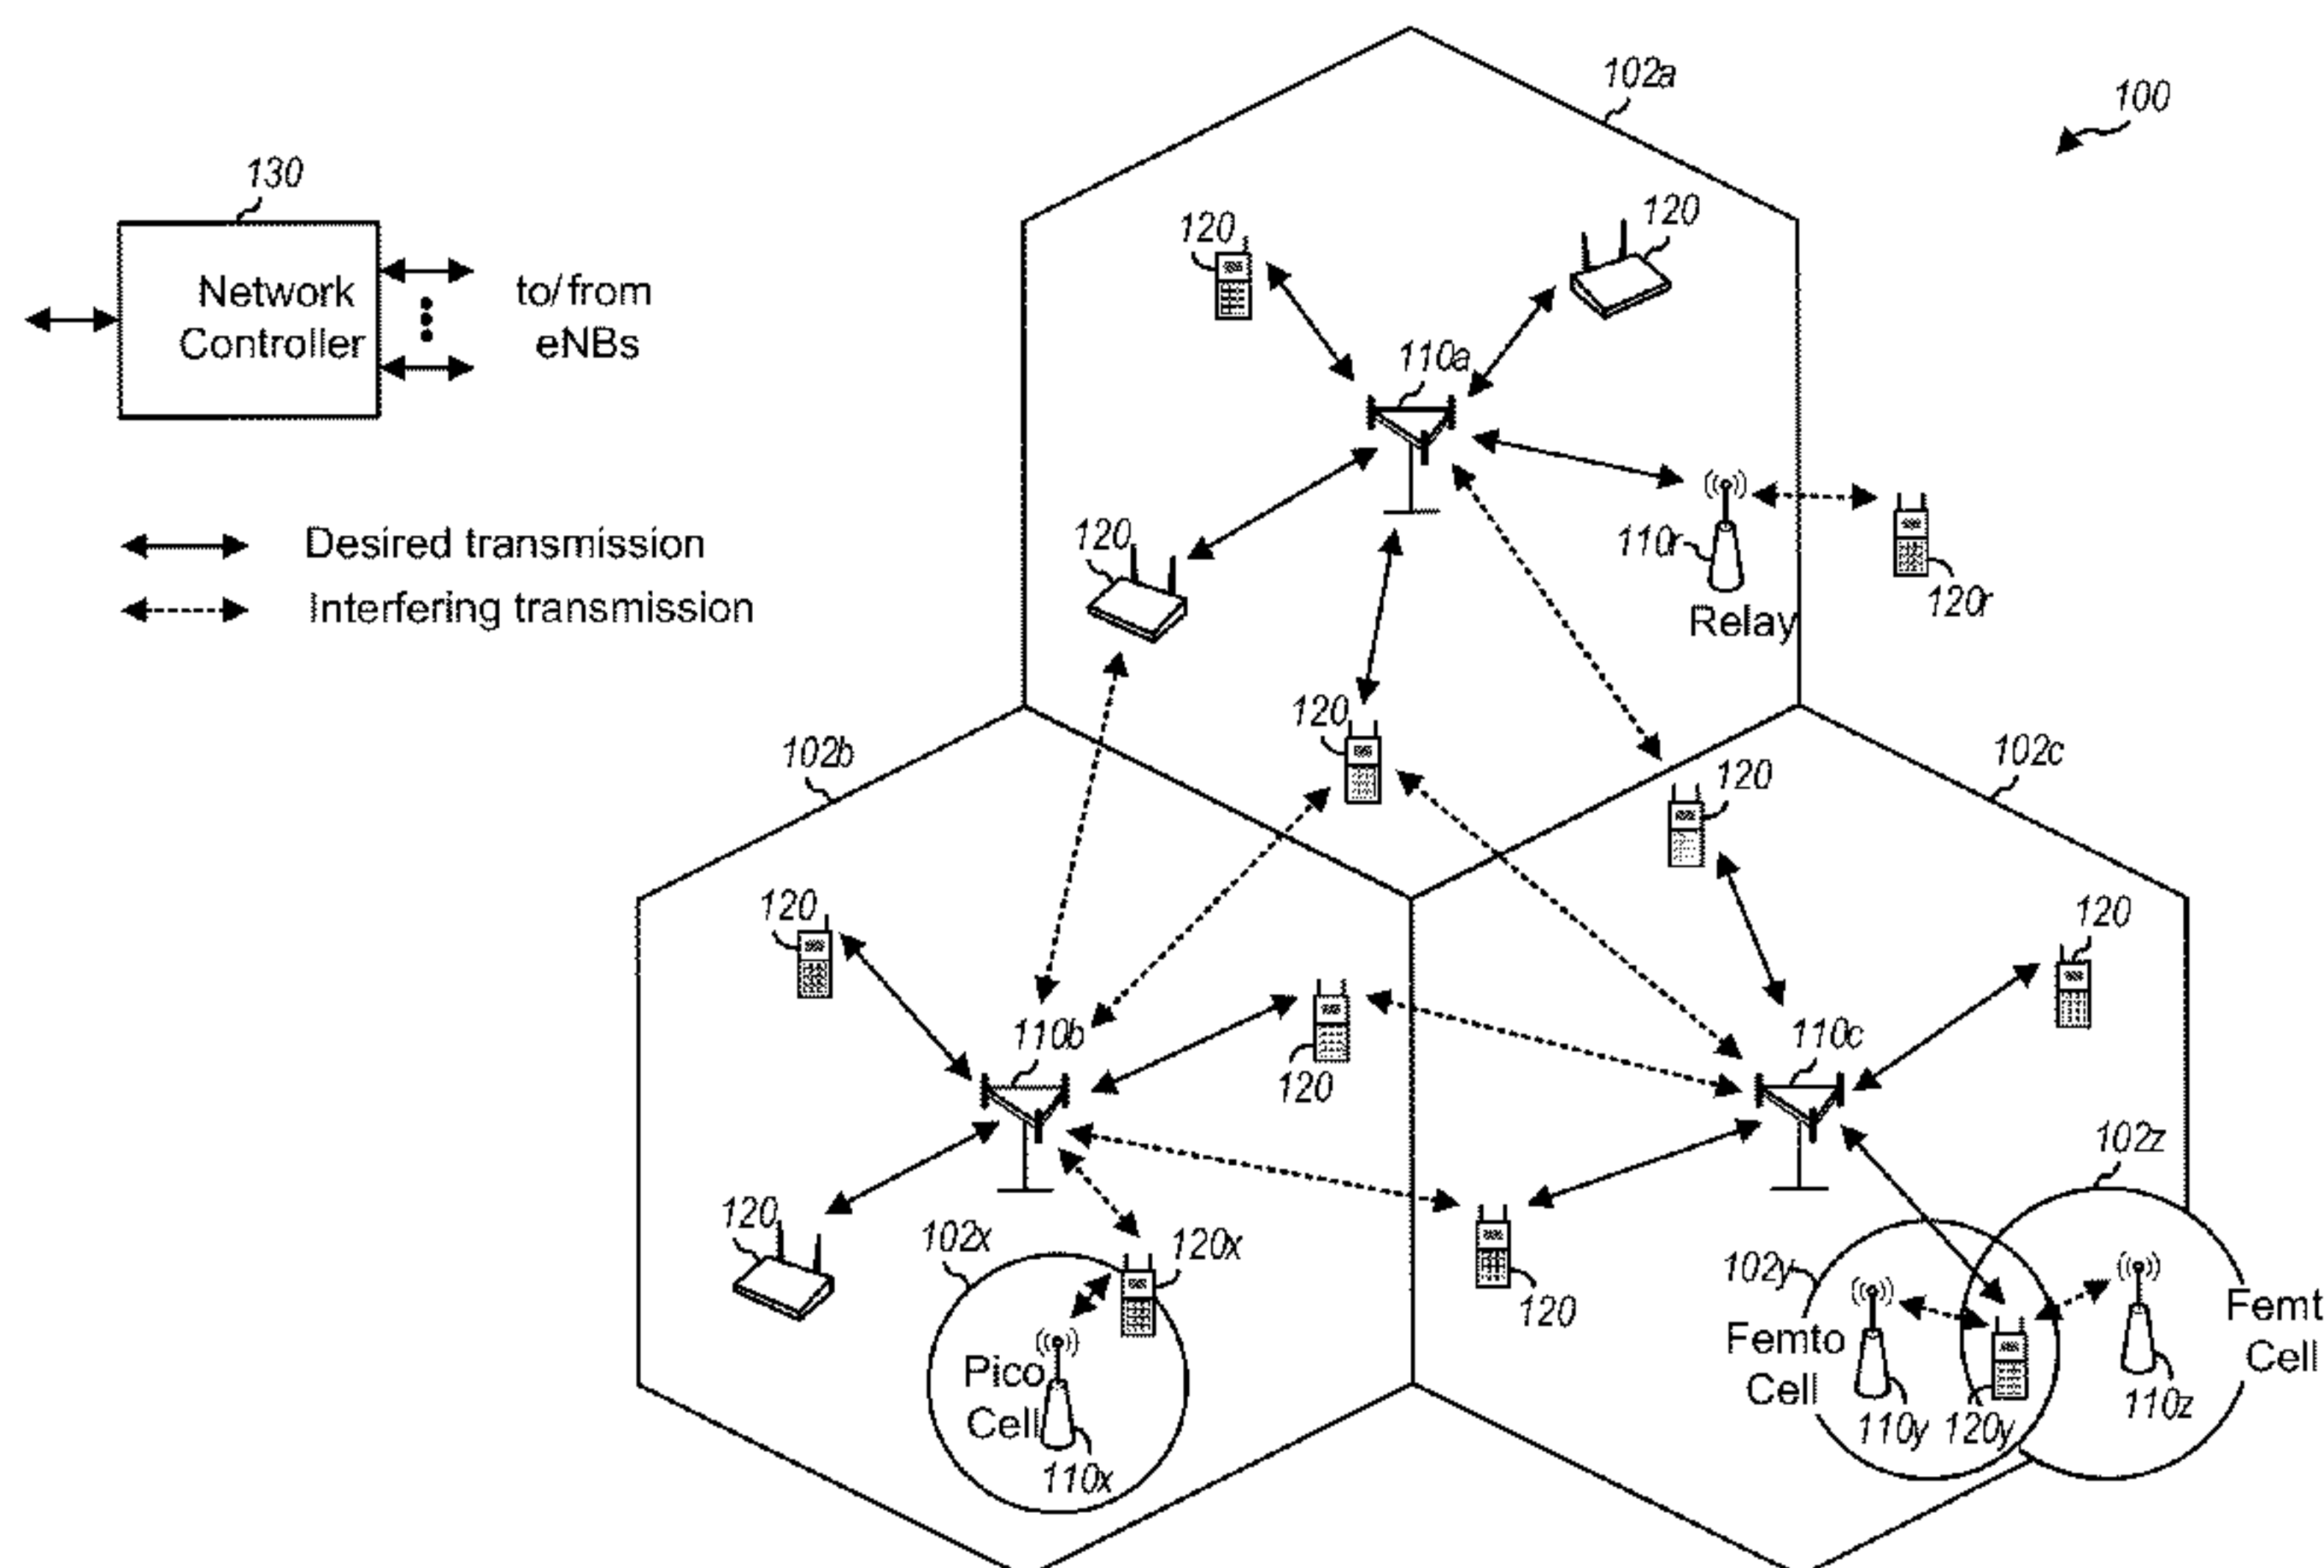 102a
100
130
120
120
Network
Controller
to/from
eNBs
110a
Desired transmission
Interfering transmission
120
110r
120r
Relay
120
102b
102c
120
120
120
110b
110c
120
102z
120
102x
120x
102y
120
Femto
Cell
Femt
Cell
Pico
Cell
110y
120y
110z
110x